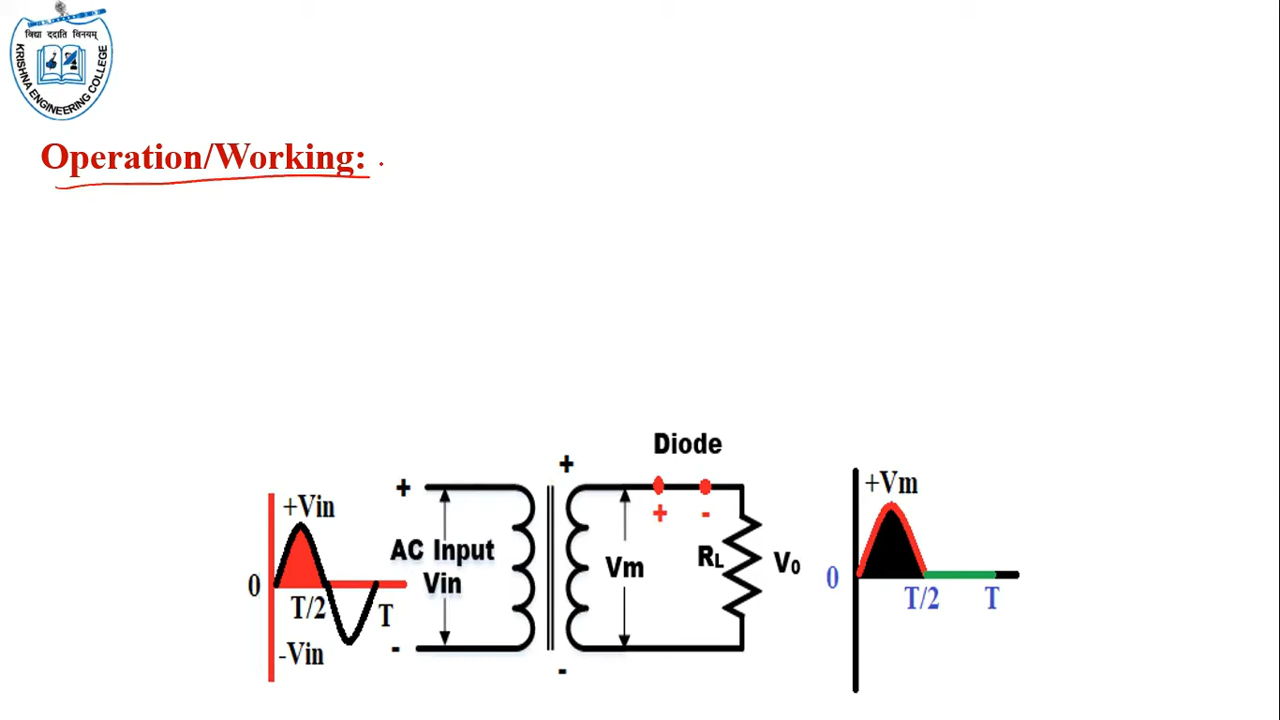 विद्या ददाति विनयम्
KRISHNA ENGINEERING COLLEGE
Operation/Working:
Diode
+
+
+Vin
+Vm
+ -
AC Input
Vin
Vm
RL
V0
0
T/2
T
0
T/2
T
-Vin
-
-